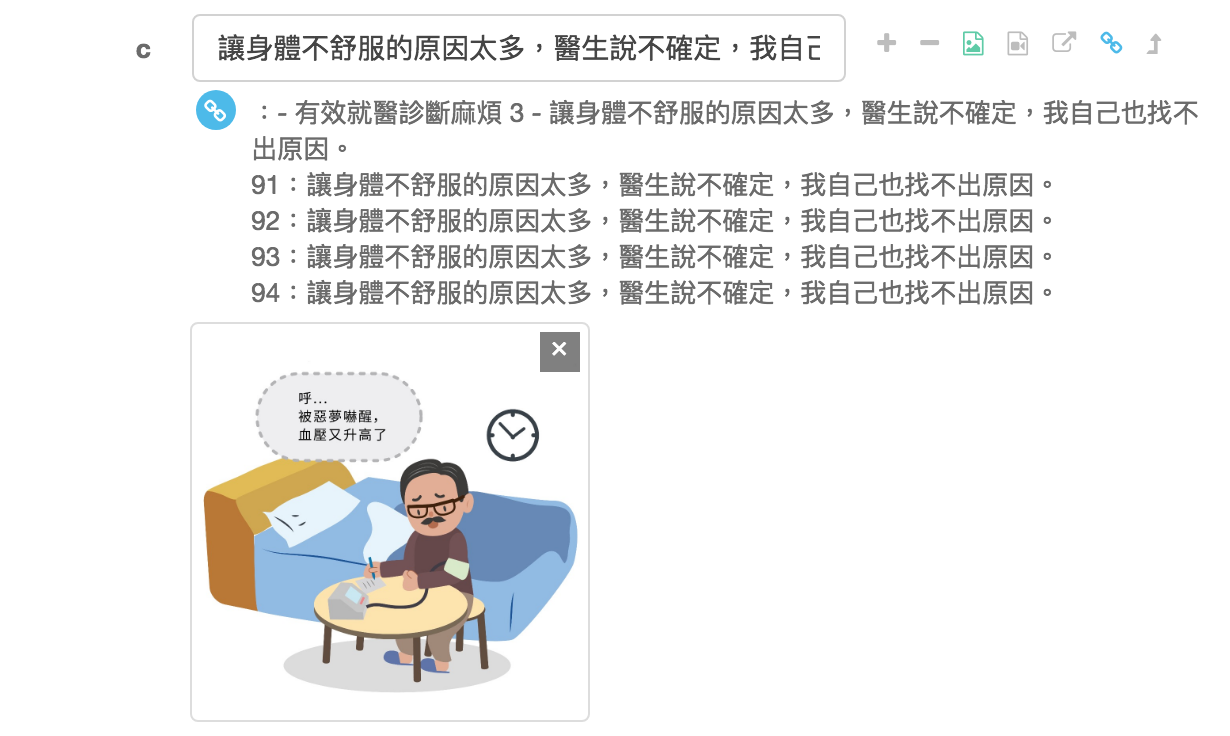 c
讓身體不舒服的原因太多，醫生說不確定，我自己
：- 有效就醫診斷麻煩 3 - 讓身體不舒服的原因太多，醫生說不確定，我自己也找不
出原因。
91：讓身體不舒服的原因太多，醫生說不確定，我自己也找不出原因。
92：讓身體不舒服的原因太多，醫生說不確定，我自己也找不出原因。
93：讓身體不舒服的原因太多，醫生說不確定，我自己也找不出原因。
94：讓身體不舒服的原因太多，醫生說不確定，我自己也找不出原因。
呼...
被惡夢嚇醒，
血壓又升高了